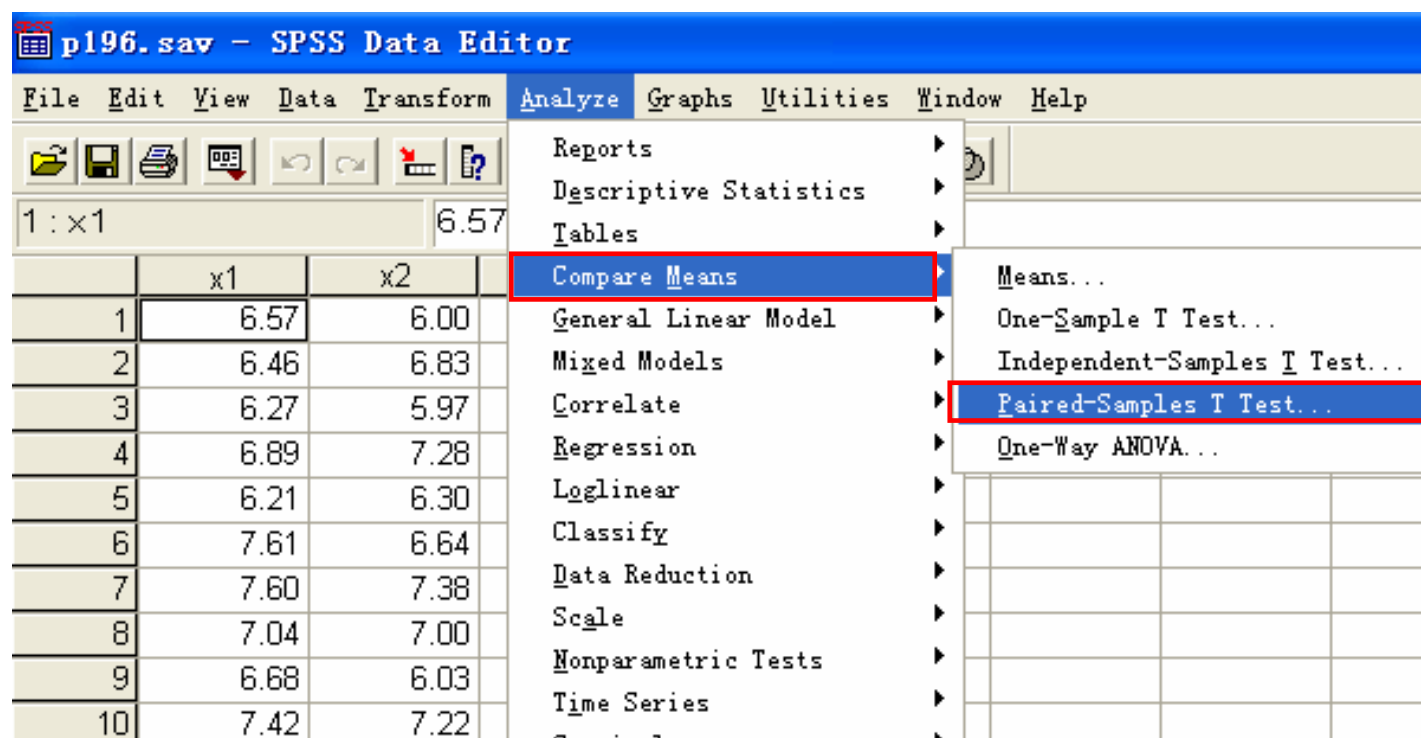 SPSS
p196.sav - SPSS Data Editor
File Edit View Data Transform Analyze Graphs Utilities Window Help
1 : x1 6.57
x1 x2
1 6.57 6.00
2 6.46 6.83
3 6.27 5.97
4 6.89 7.28
5 6.21 6.30
6 7.61 6.64
7 7.60 7.38
8 7.04 7.00
9 6.68 6.03
10 7.42 7.22
Reports
Descriptive Statistics
Tables
Compare Means
General Linear Model
Mixed Models
Correlate
Regression
Loglinear
Classify
Data Reduction
Scale
Nonparametric Tests
Time Series
Means...
One-Sample T Test...
Independent-Samples T Test...
Paired-Samples T Test...
One-Way ANOVA...